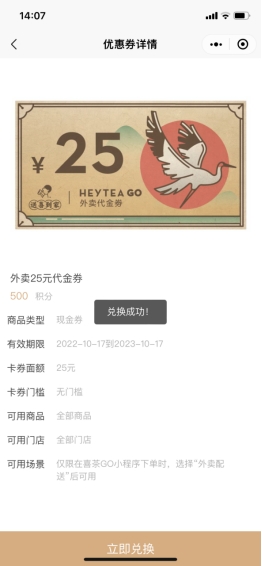 14:07
优惠券详情
¥25
HEYTEA GO
外卖代金券
外卖25元代金券
500 积分
兑换成功!
商品类型 现金券
有效期限 2022-10-17到2023-10-17
卡券面额 25元
卡券门槛 无门槛
可用商品 全部商品
可用门店 全部门店
可用场景 仅限在喜茶GO小程序下单时，选择“外卖配
送”后可用
立即兑换